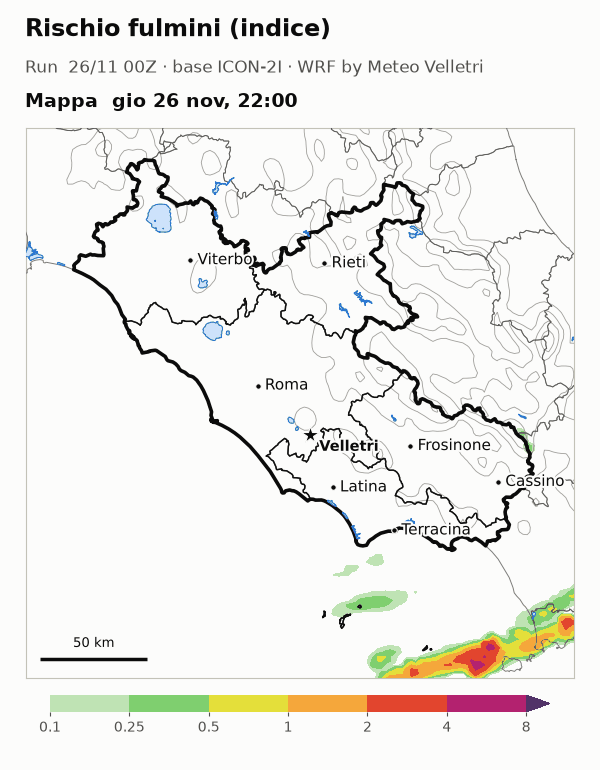 Rischio fulmini (indice)
Run  26/11 00Z · base ICON-2I · WRF by Meteo Velletri
Mappa  gio 26 nov, 22:00
Viterbo
Rieti
Roma
Velletri
Frosinone
Cassino
Latina
Terracina
50 km
0.1 0.25 0.5 1 2 4 8